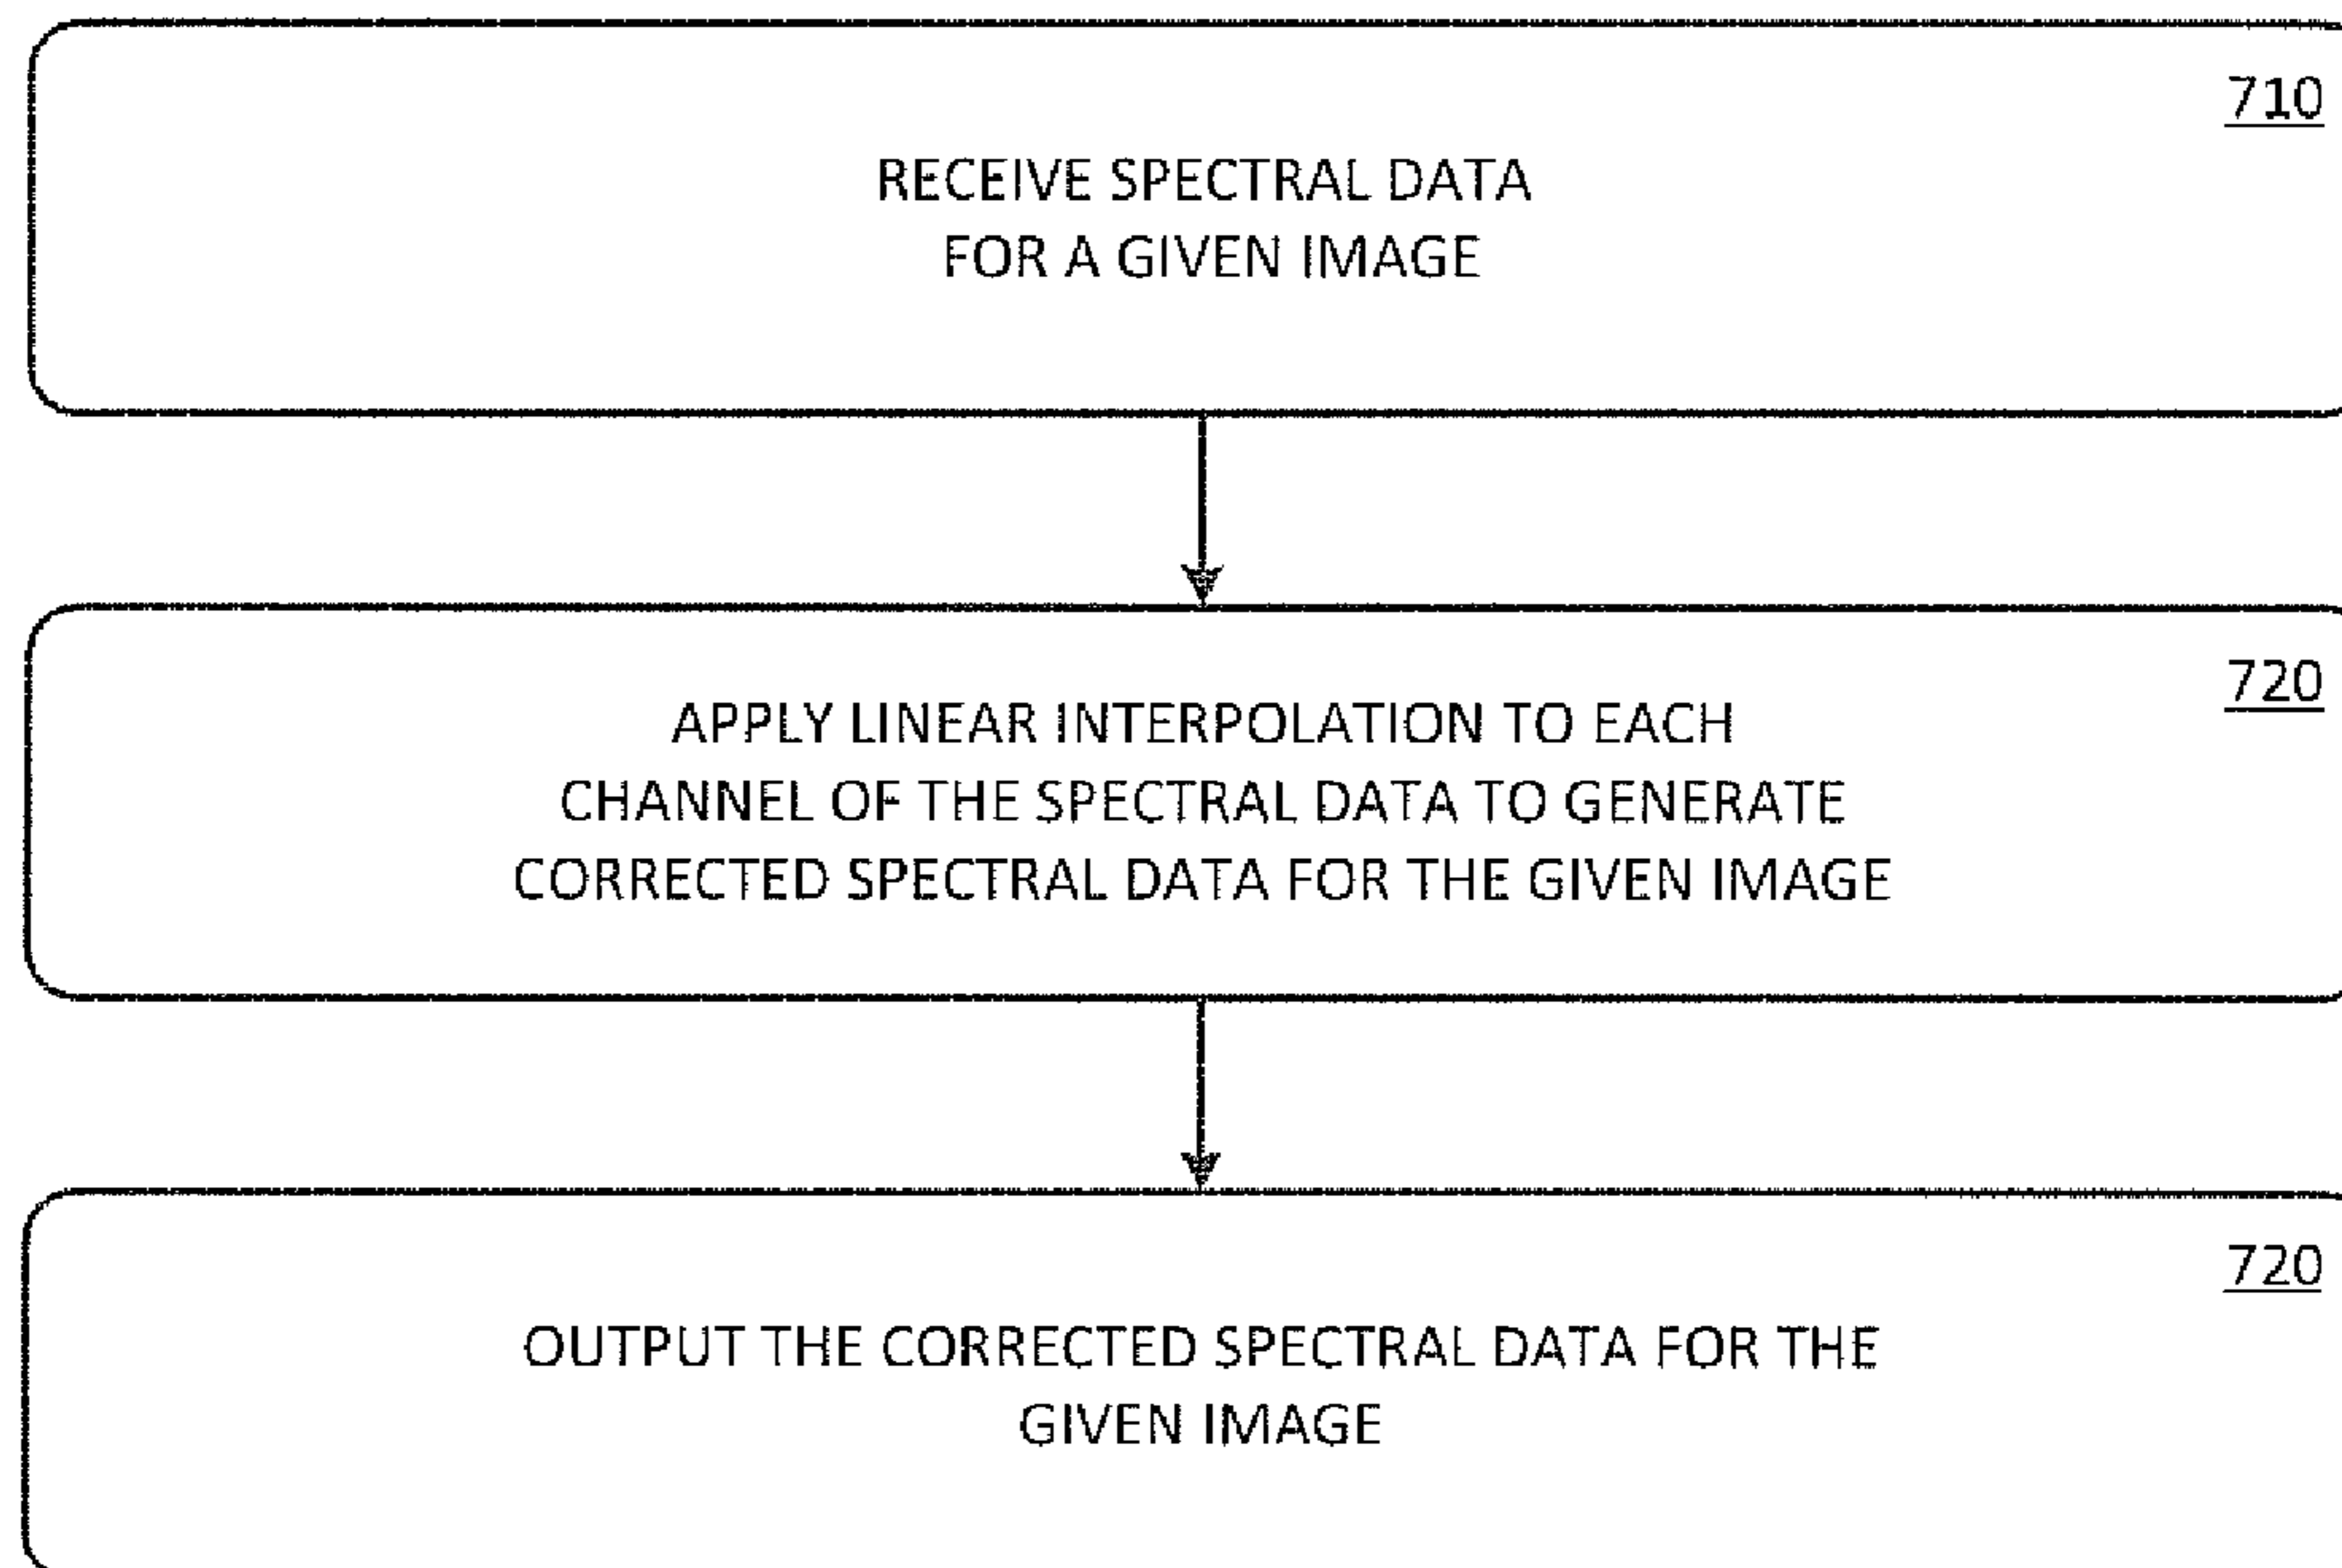 710
RECEIVE SPECTRAL DATA
FOR A GIVEN IMAGE
720
APPLY LINEAR INTERPOLATION TO EACH
CHANNEL OF THE SPECTRAL DATA TO GENERATE
CORRECTED SPECTRAL DATA FOR THE GIVEN IMAGE
720
OUTPUT THE CORRECTED SPECTRAL DATA FOR THE
GIVEN IMAGE